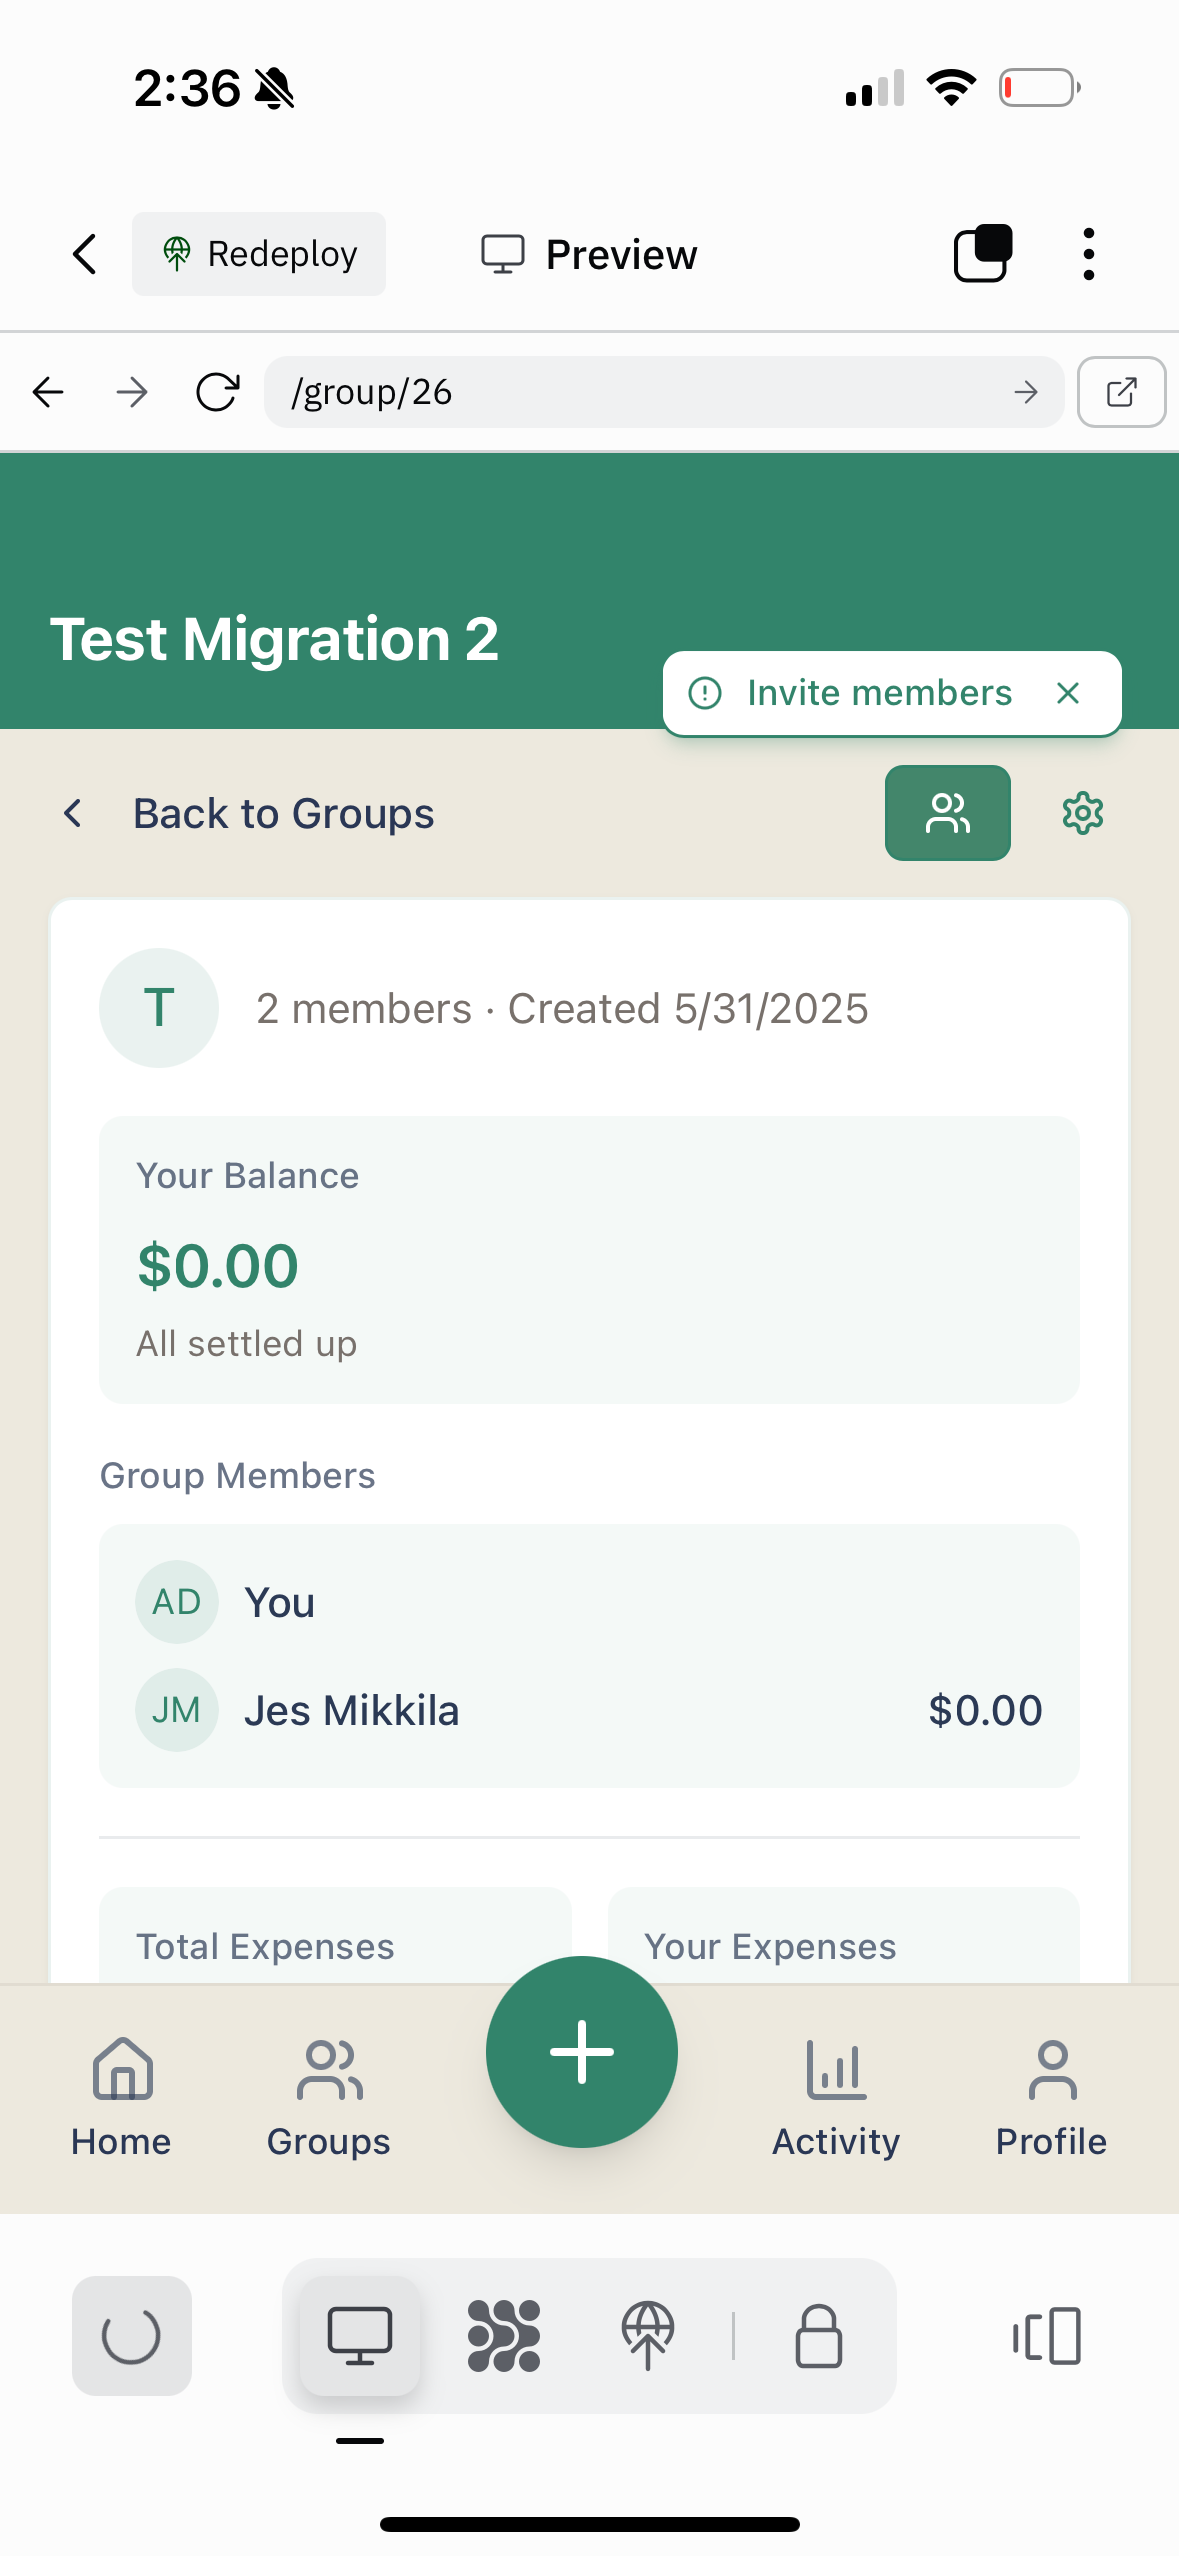 2:36
Redeploy
Preview
/group/26
Test Migration 2
Invite members
Back to Groups
T
2 members · Created 5/31/2025
Your Balance
$0.00
All settled up
Group Members
AD
You
JM
Jes Mikkila
$0.00
Total Expenses
Your Expenses
Home
Groups
Activity
Profile